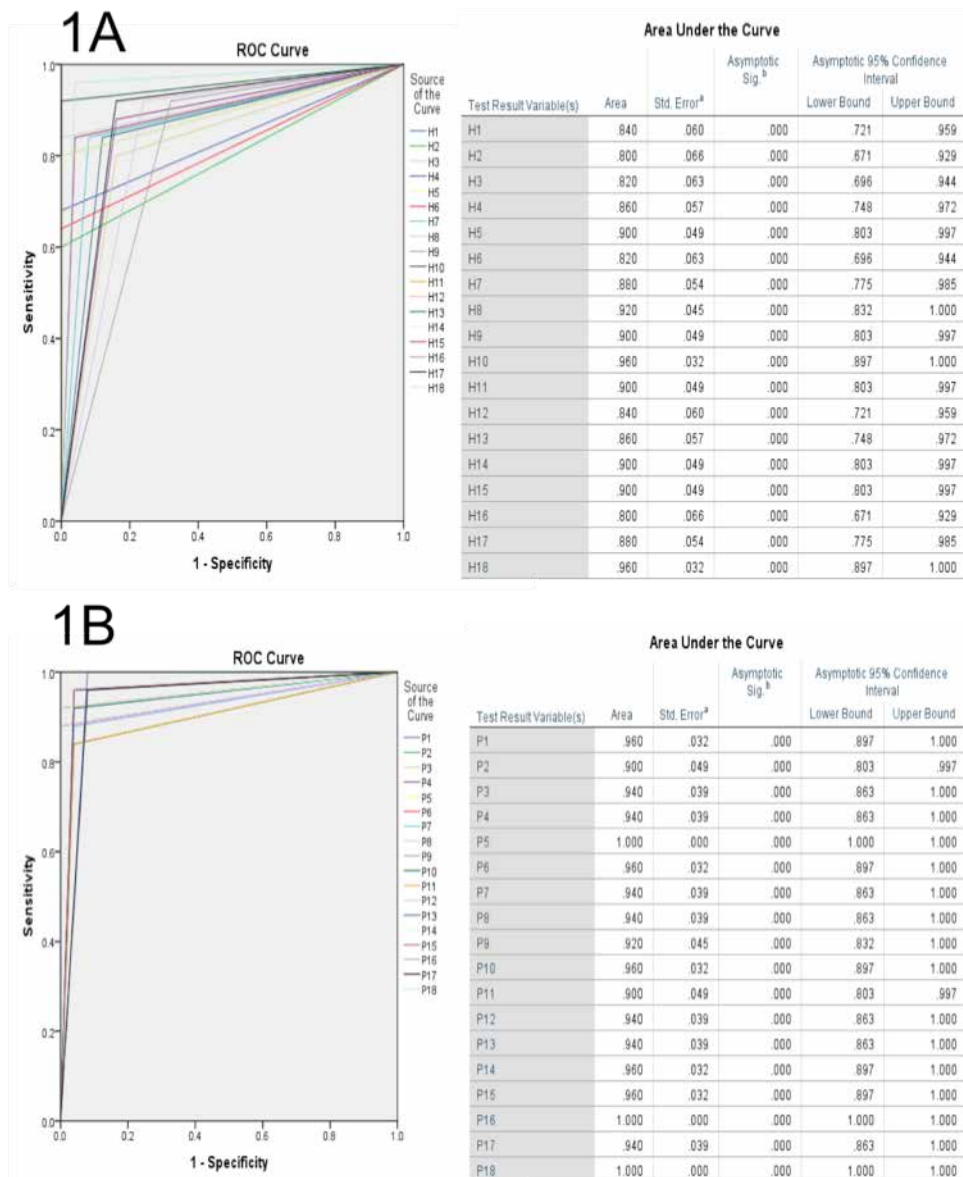 1A
ROC Curve
Sensitivity
1.0
0.8
0.6
0.4
0.2
0.0
0.0 0.2 0.4 0.6 0.8 1.0
1 - Specificity
Source
of the
Curve
H1
H2
H3
H4
H5
H6
H7
H8
H9
H10
H11
H12
H13
H14
H15
H16
H17
H18
Area Under the Curve
Asymptotic Asymptotic 95% Confidence
Sig.b Interval
Test Result Variable(s) Area Std. Errora Lower Bound Upper Bound
H1 .840 .060 .000 .721 .959
H2 .800 .066 .000 .671 .929
H3 .820 .063 .000 .696 .944
H4 .860 .057 .000 .748 .972
H5 .900 .049 .000 .803 .997
H6 .820 .063 .000 .696 .944
H7 .880 .054 .000 .775 .985
H8 .920 .045 .000 .832 1.000
H9 .900 .049 .000 .803 .997
H10 .960 .032 .000 .897 1.000
H11 .900 .049 .000 .803 .997
H12 .840 .060 .000 .721 .959
H13 .860 .057 .000 .748 .972
H14 .900 .049 .000 .803 .997
H15 .900 .049 .000 .803 .997
H16 .800 .066 .000 .671 .929
H17 .880 .054 .000 .775 .985
H18 .960 .032 .000 .897 1.000
1B
ROC Curve
Sensitivity
1.0
0.8
0.6
0.4
0.2
0.0
0.0 0.2 0.4 0.6 0.8 1.0
1 - Specificity
Source
of the
Curve
P1
P2
P3
P4
P5
P6
P7
P8
P9
P10
P11
P12
P13
P14
P15
P16
P17
P18
Area Under the Curve
Asymptotic Asymptotic 95% Confidence
Sig.b Interval
Test Result Variable(s) Area Std. Errora Lower Bound Upper Bound
P1 .960 .032 .000 .897 1.000
P2 .900 .049 .000 .803 .997
P3 .940 .039 .000 .863 1.000
P4 .940 .039 .000 .863 1.000
P5 1.000 .000 .000 1.000 1.000
P6 .960 .032 .000 .897 1.000
P7 .940 .039 .000 .863 1.000
P8 .940 .039 .000 .863 1.000
P9 .920 .045 .000 .832 1.000
P10 .960 .032 .000 .897 1.000
P11 .900 .049 .000 .803 .997
P12 .940 .039 .000 .863 1.000
P13 .940 .039 .000 .863 1.000
P14 .960 .032 .000 .897 1.000
P15 .960 .032 .000 .897 1.000
P16 1.000 .000 .000 1.000 1.000
P17 .940 .039 .000 .863 1.000
P18 1.000 .000 .000 1.000 1.000